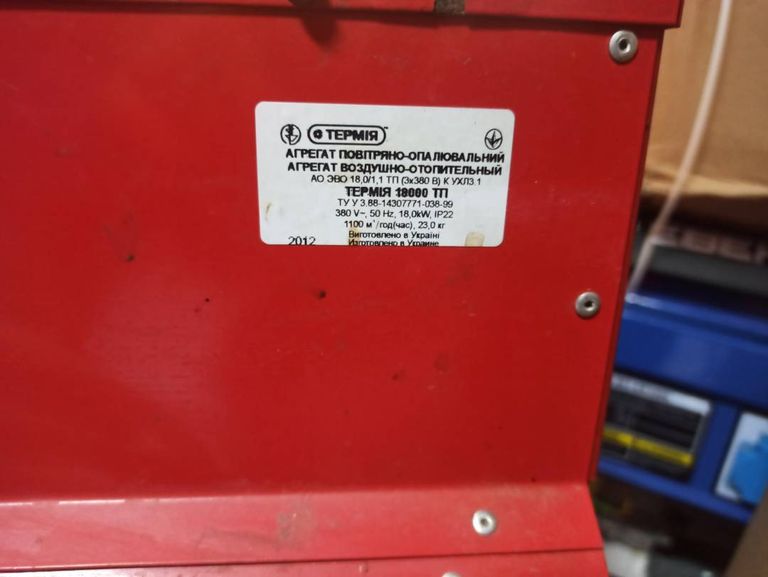 ТЕРМІЯ
АГРЕГАТ ПОВІТРЯНО-ОПАЛЮВАЛЬНИЙ
АГРЕГАТ ВОЗДУШНО-ОТОПИТЕЛЬНЫЙ
АО ЭВО 18,0/1,1 ТП (3х380 В) К УХЛ3.1
ТЕРМІЯ 18000 ТП
ТУ У 3.88-14307771-038-99
380 V~, 50 Hz, 18,0kW, IP22
1100 м³/год(час), 23,0 кг
Виготовлено в Україні
2012 Изготовлено в Украине